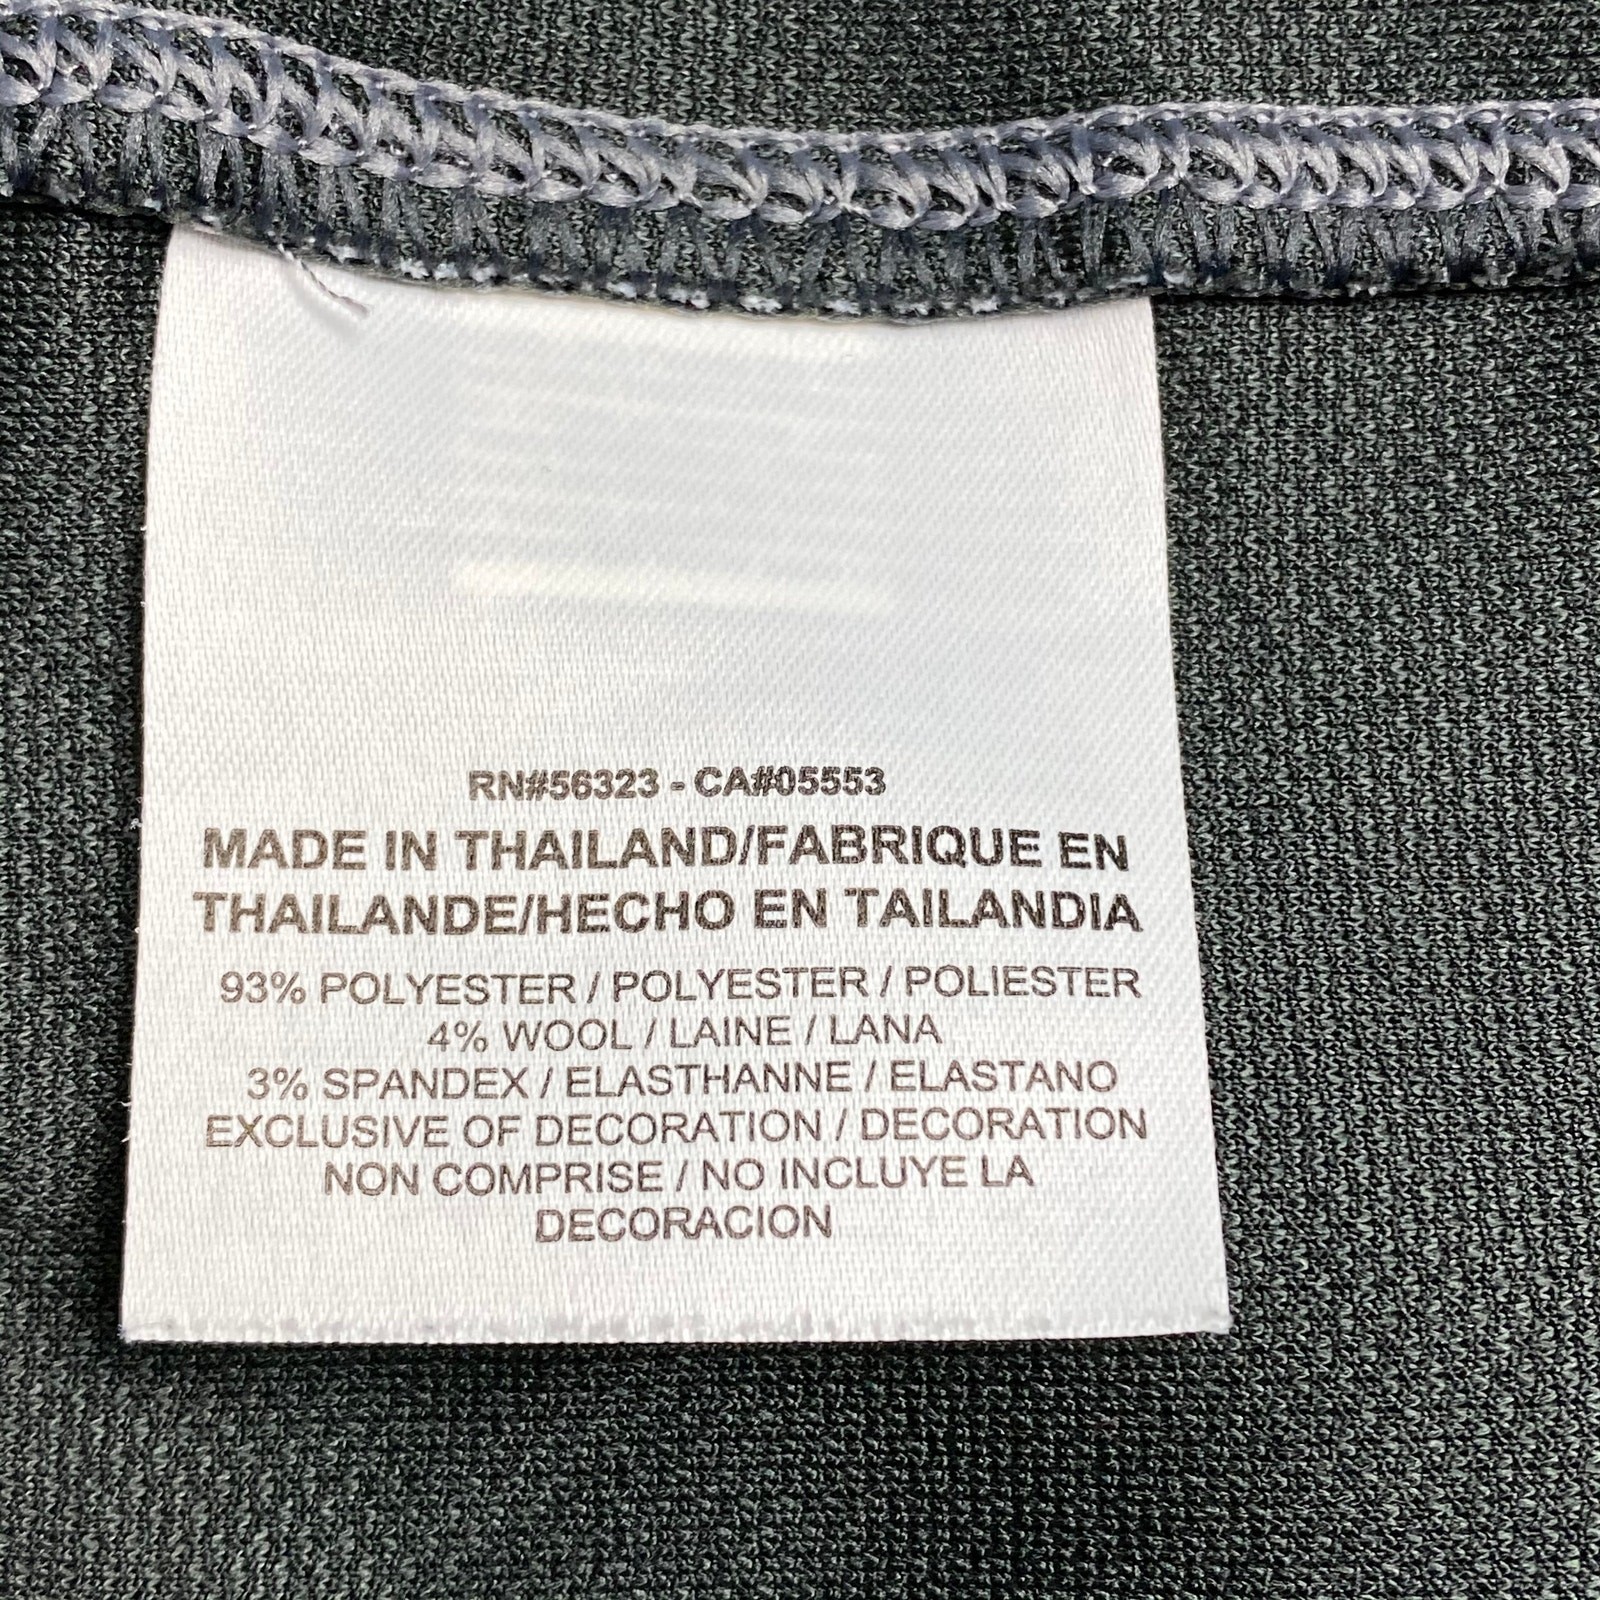 RN#56323 - CA#05553
MADE IN THAILAND/FABRIQUE EN
THAILANDE/HECHO EN TAILANDIA
93% POLYESTER / POLYESTER / POLIESTER
4% WOOL / LAINE / LANA
3% SPANDEX / ELASTHANNE / ELASTANO
EXCLUSIVE OF DECORATION / DECORATION
NON COMPRISE / NO INCLUYE LA
DECORACION